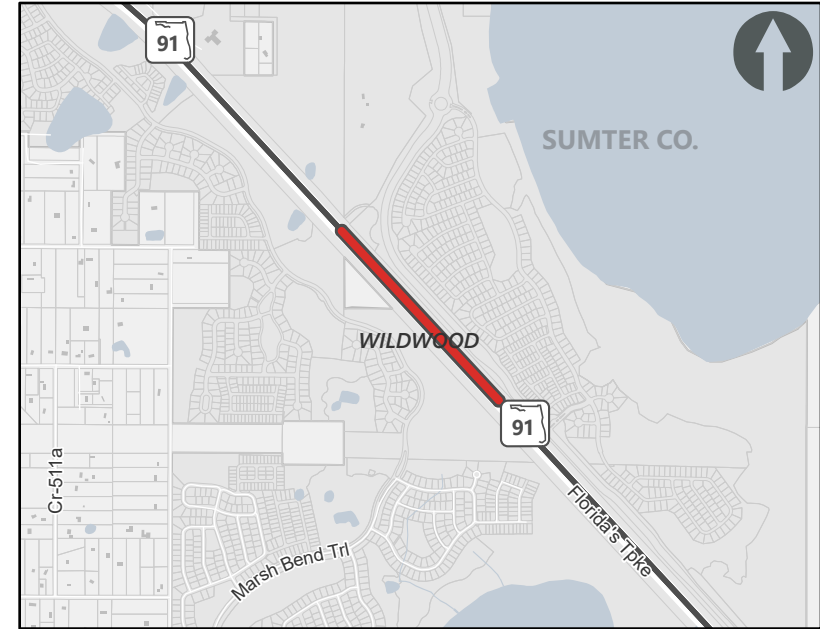 91
SUMTER CO.
WILDWOOD
91
Cr-511a
Florida's Tpke
Marsh Bend Trl